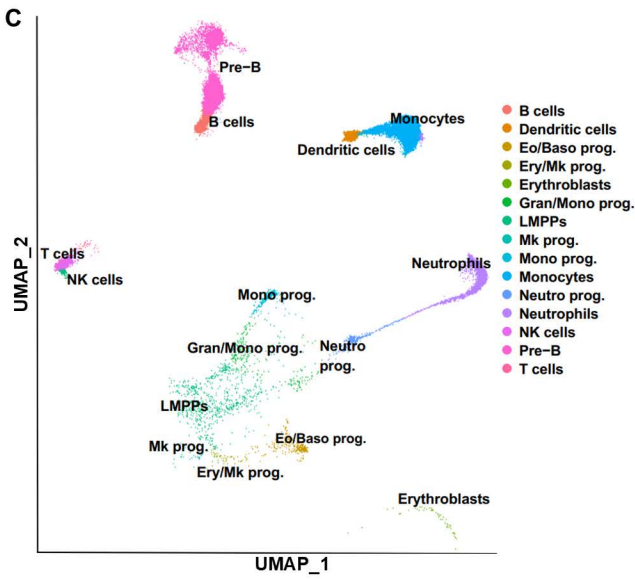 C
Pre−B
B cells
Monocytes
Dendritic cells
T cells
NK cells
Neutrophils
Mono prog.
Gran/Mono prog.
Neutro
prog.
LMPPs
Mk prog.
Eo/Baso prog.
Ery/Mk prog.
Erythroblasts
UMAP_2
UMAP_1
B cells
Dendritic cells
Eo/Baso prog.
Ery/Mk prog.
Erythroblasts
Gran/Mono prog.
LMPPs
Mk prog.
Mono prog.
Monocytes
Neutro prog.
Neutrophils
NK cells
Pre−B
T cells